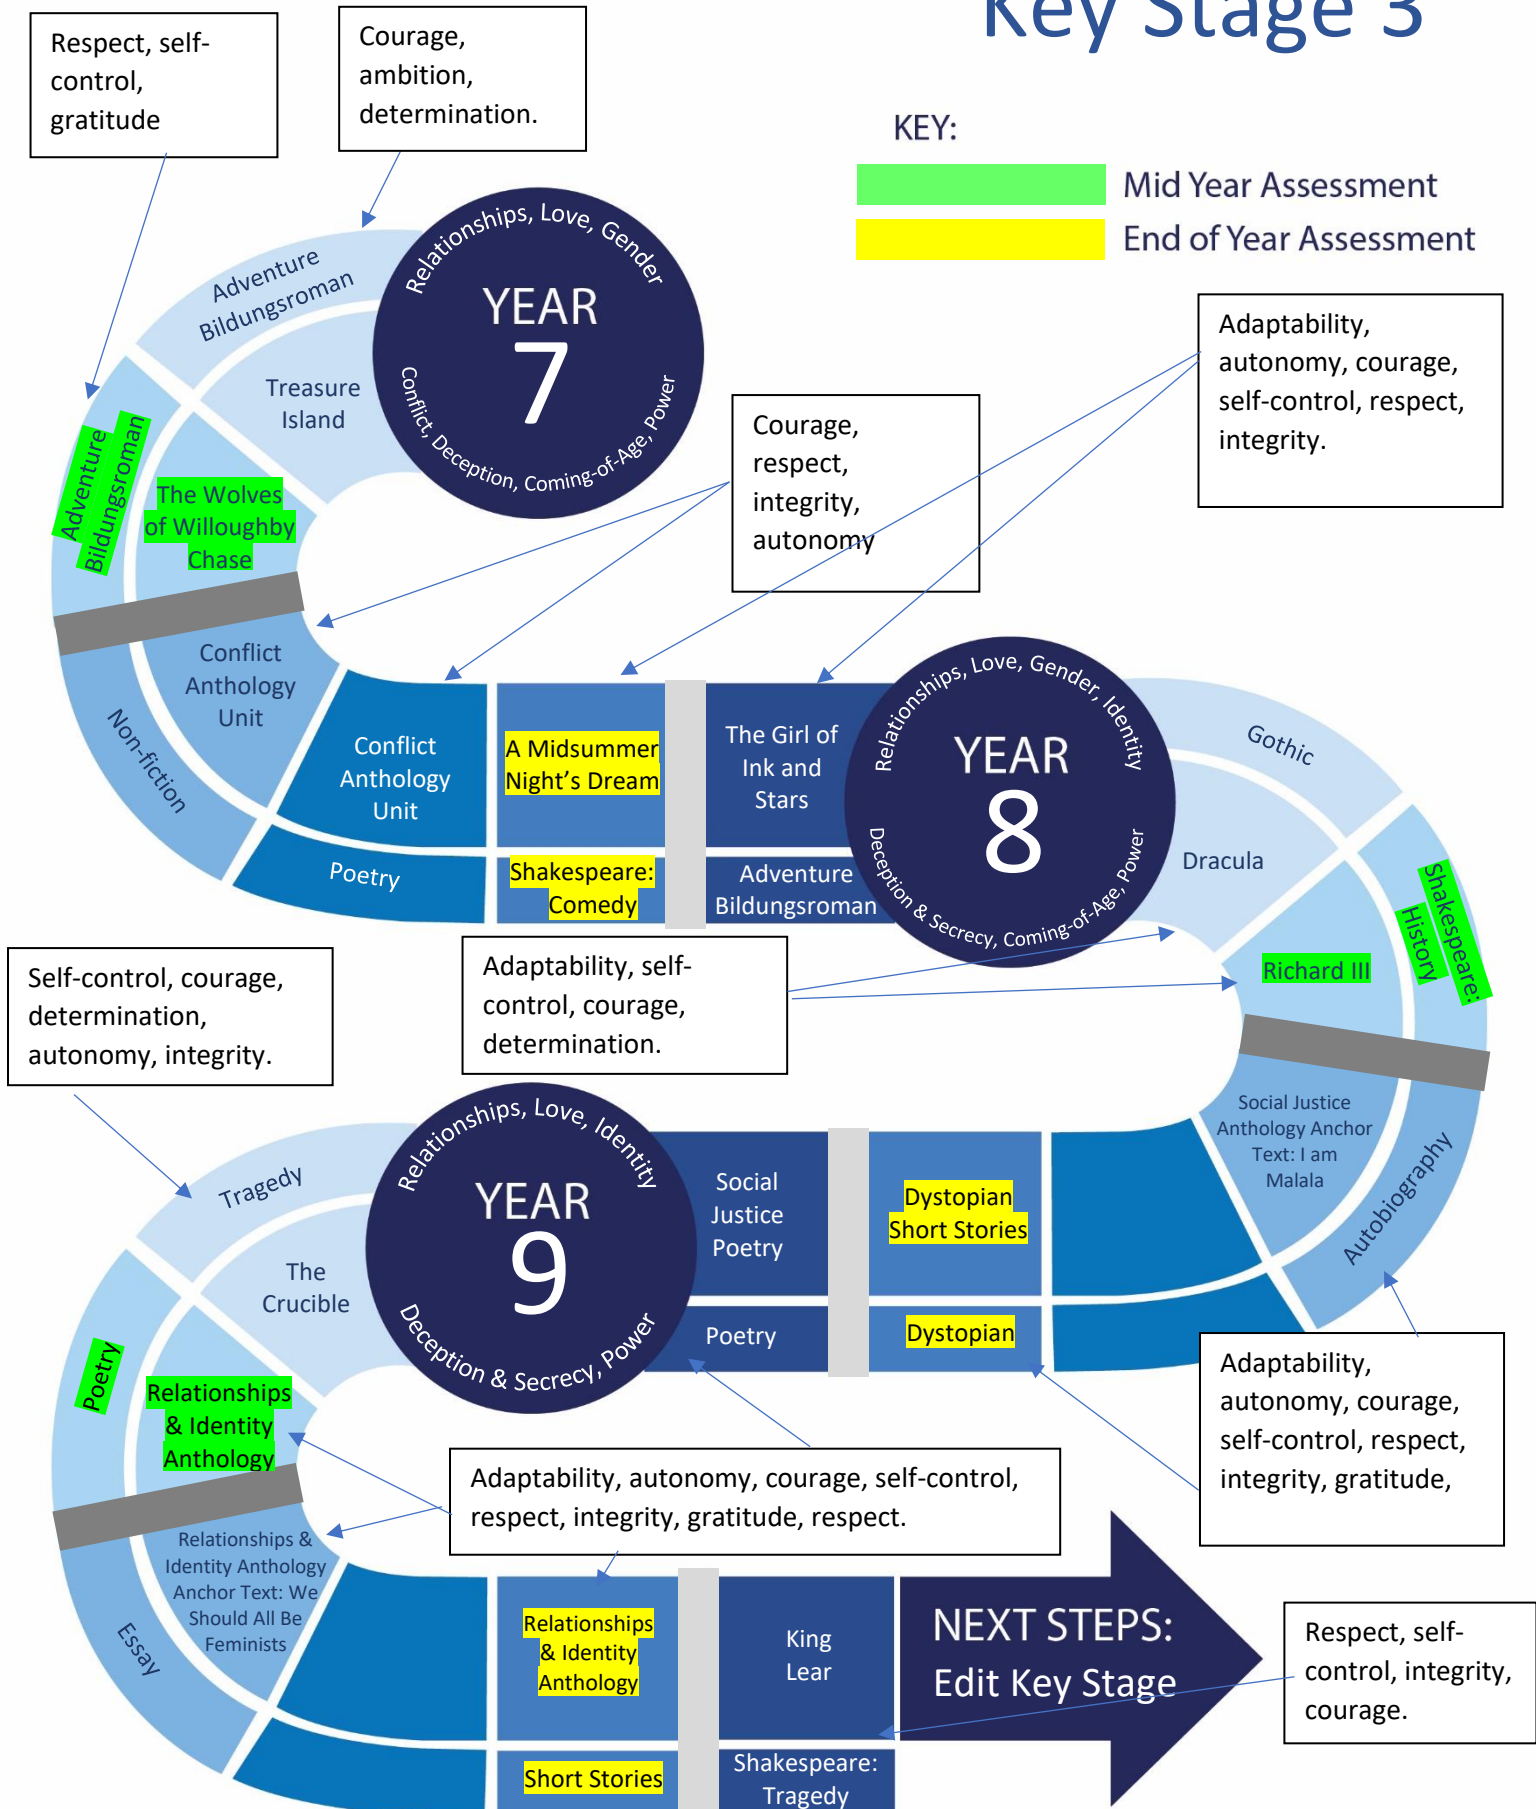 Key Stage 3
Respect, self-
control,
gratitude
Courage,
ambition,
determination.
KEY:
Mid Year Assessment
End of Year Assessment
Relationships, Love, Gender
YEAR
7
Conflict, Deception, Coming-of-Age, Power
Adventure
Bildungsroman
Treasure
Island
Adventure
Bildungsroman
The Wolves
of Willoughby
Chase
Courage,
respect,
integrity,
autonomy
Adaptability,
autonomy, courage,
self-control, respect,
integrity.
Conflict
Anthology
Unit
Non-fiction
Conflict
Anthology
Unit
Poetry
A Midsummer
Night's Dream
Shakespeare:
Comedy
The Girl of
Ink and
Stars
Adventure
Bildungsroman
Relationships, Love, Gender, Identity
YEAR
8
Deception & Secrecy, Coming-of-Age, Power
Gothic
Dracula
Shakespeare:
History
Richard III
Self-control, courage,
determination,
autonomy, integrity.
Adaptability, self-
control, courage,
determination.
Social Justice
Anthology Anchor
Text: I am
Malala
Autobiography
Dystopian
Short Stories
Dystopian
Social
Justice
Poetry
Poetry
Relationships, Love, Identity
YEAR
9
Deception & Secrecy, Power
Tragedy
The
Crucible
Poetry
Relationships
& Identity
Anthology
Adaptability,
autonomy, courage,
self-control, respect,
integrity, gratitude,
Adaptability, autonomy, courage, self-control,
respect, integrity, gratitude, respect.
Relationships &
Identity Anthology
Anchor Text: We
Should All Be
Feminists
Essay
Relationships
& Identity
Anthology
Short Stories
King
Lear
Shakespeare:
Tragedy
NEXT STEPS:
Edit Key Stage
Respect, self-
control, integrity,
courage.